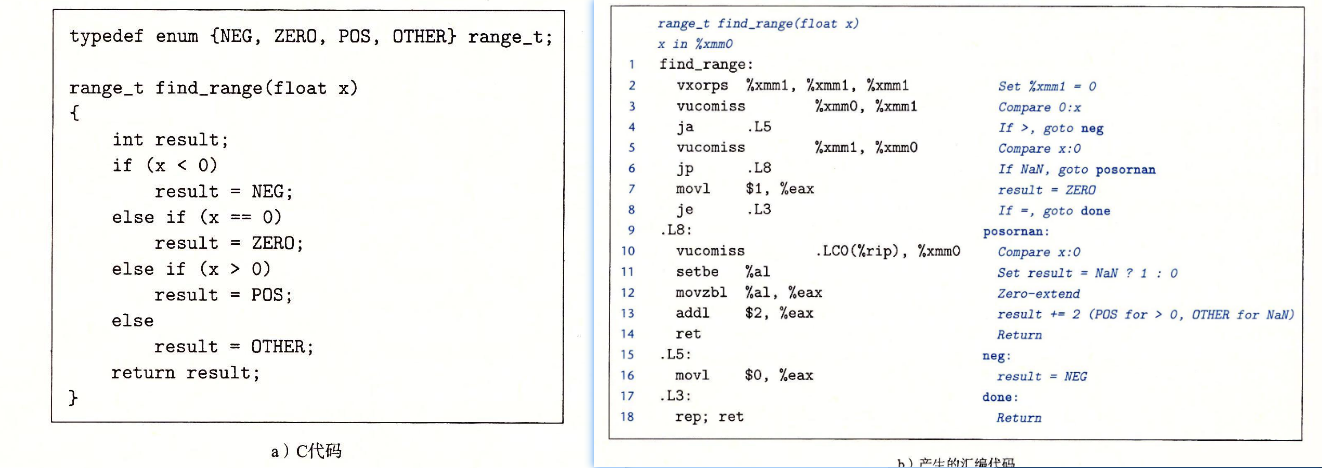 typedef enum {NEG, ZERO, POS, OTHER} range_t;
range_t find_range(float x)
{
    int result;
    if (x < 0)
        result = NEG;
    else if (x == 0)
        result = ZERO;
    else if (x > 0)
        result = POS;
    else
        result = OTHER;
    return result;
}
a）C代码
range_t find_range(float x)
x in %xmm0
1 find_range:
2 vxorps %xmm1, %xmm1, %xmm1 Set %xmm1 = 0
3 vucomiss %xmm0, %xmm1 Compare 0:x
4 ja .L5 If >, goto neg
5 vucomiss %xmm1, %xmm0 Compare x:0
6 jp .L8 If NaN, goto posornan
7 movl $1, %eax result = ZERO
8 je .L3 If =, goto done
9 .L8: posornan:
10 vucomiss .LC0(%rip), %xmm0 Compare x:0
11 setbe %al Set result = NaN ? 1 : 0
12 movzbl %al, %eax Zero-extend
13 addl $2, %eax result += 2 (POS for > 0, OTHER for NaN)
14 ret Return
15 .L5: neg:
16 movl $0, %eax result = NEG
17 .L3: done:
18 rep; ret Return
b）产生的汇编代码